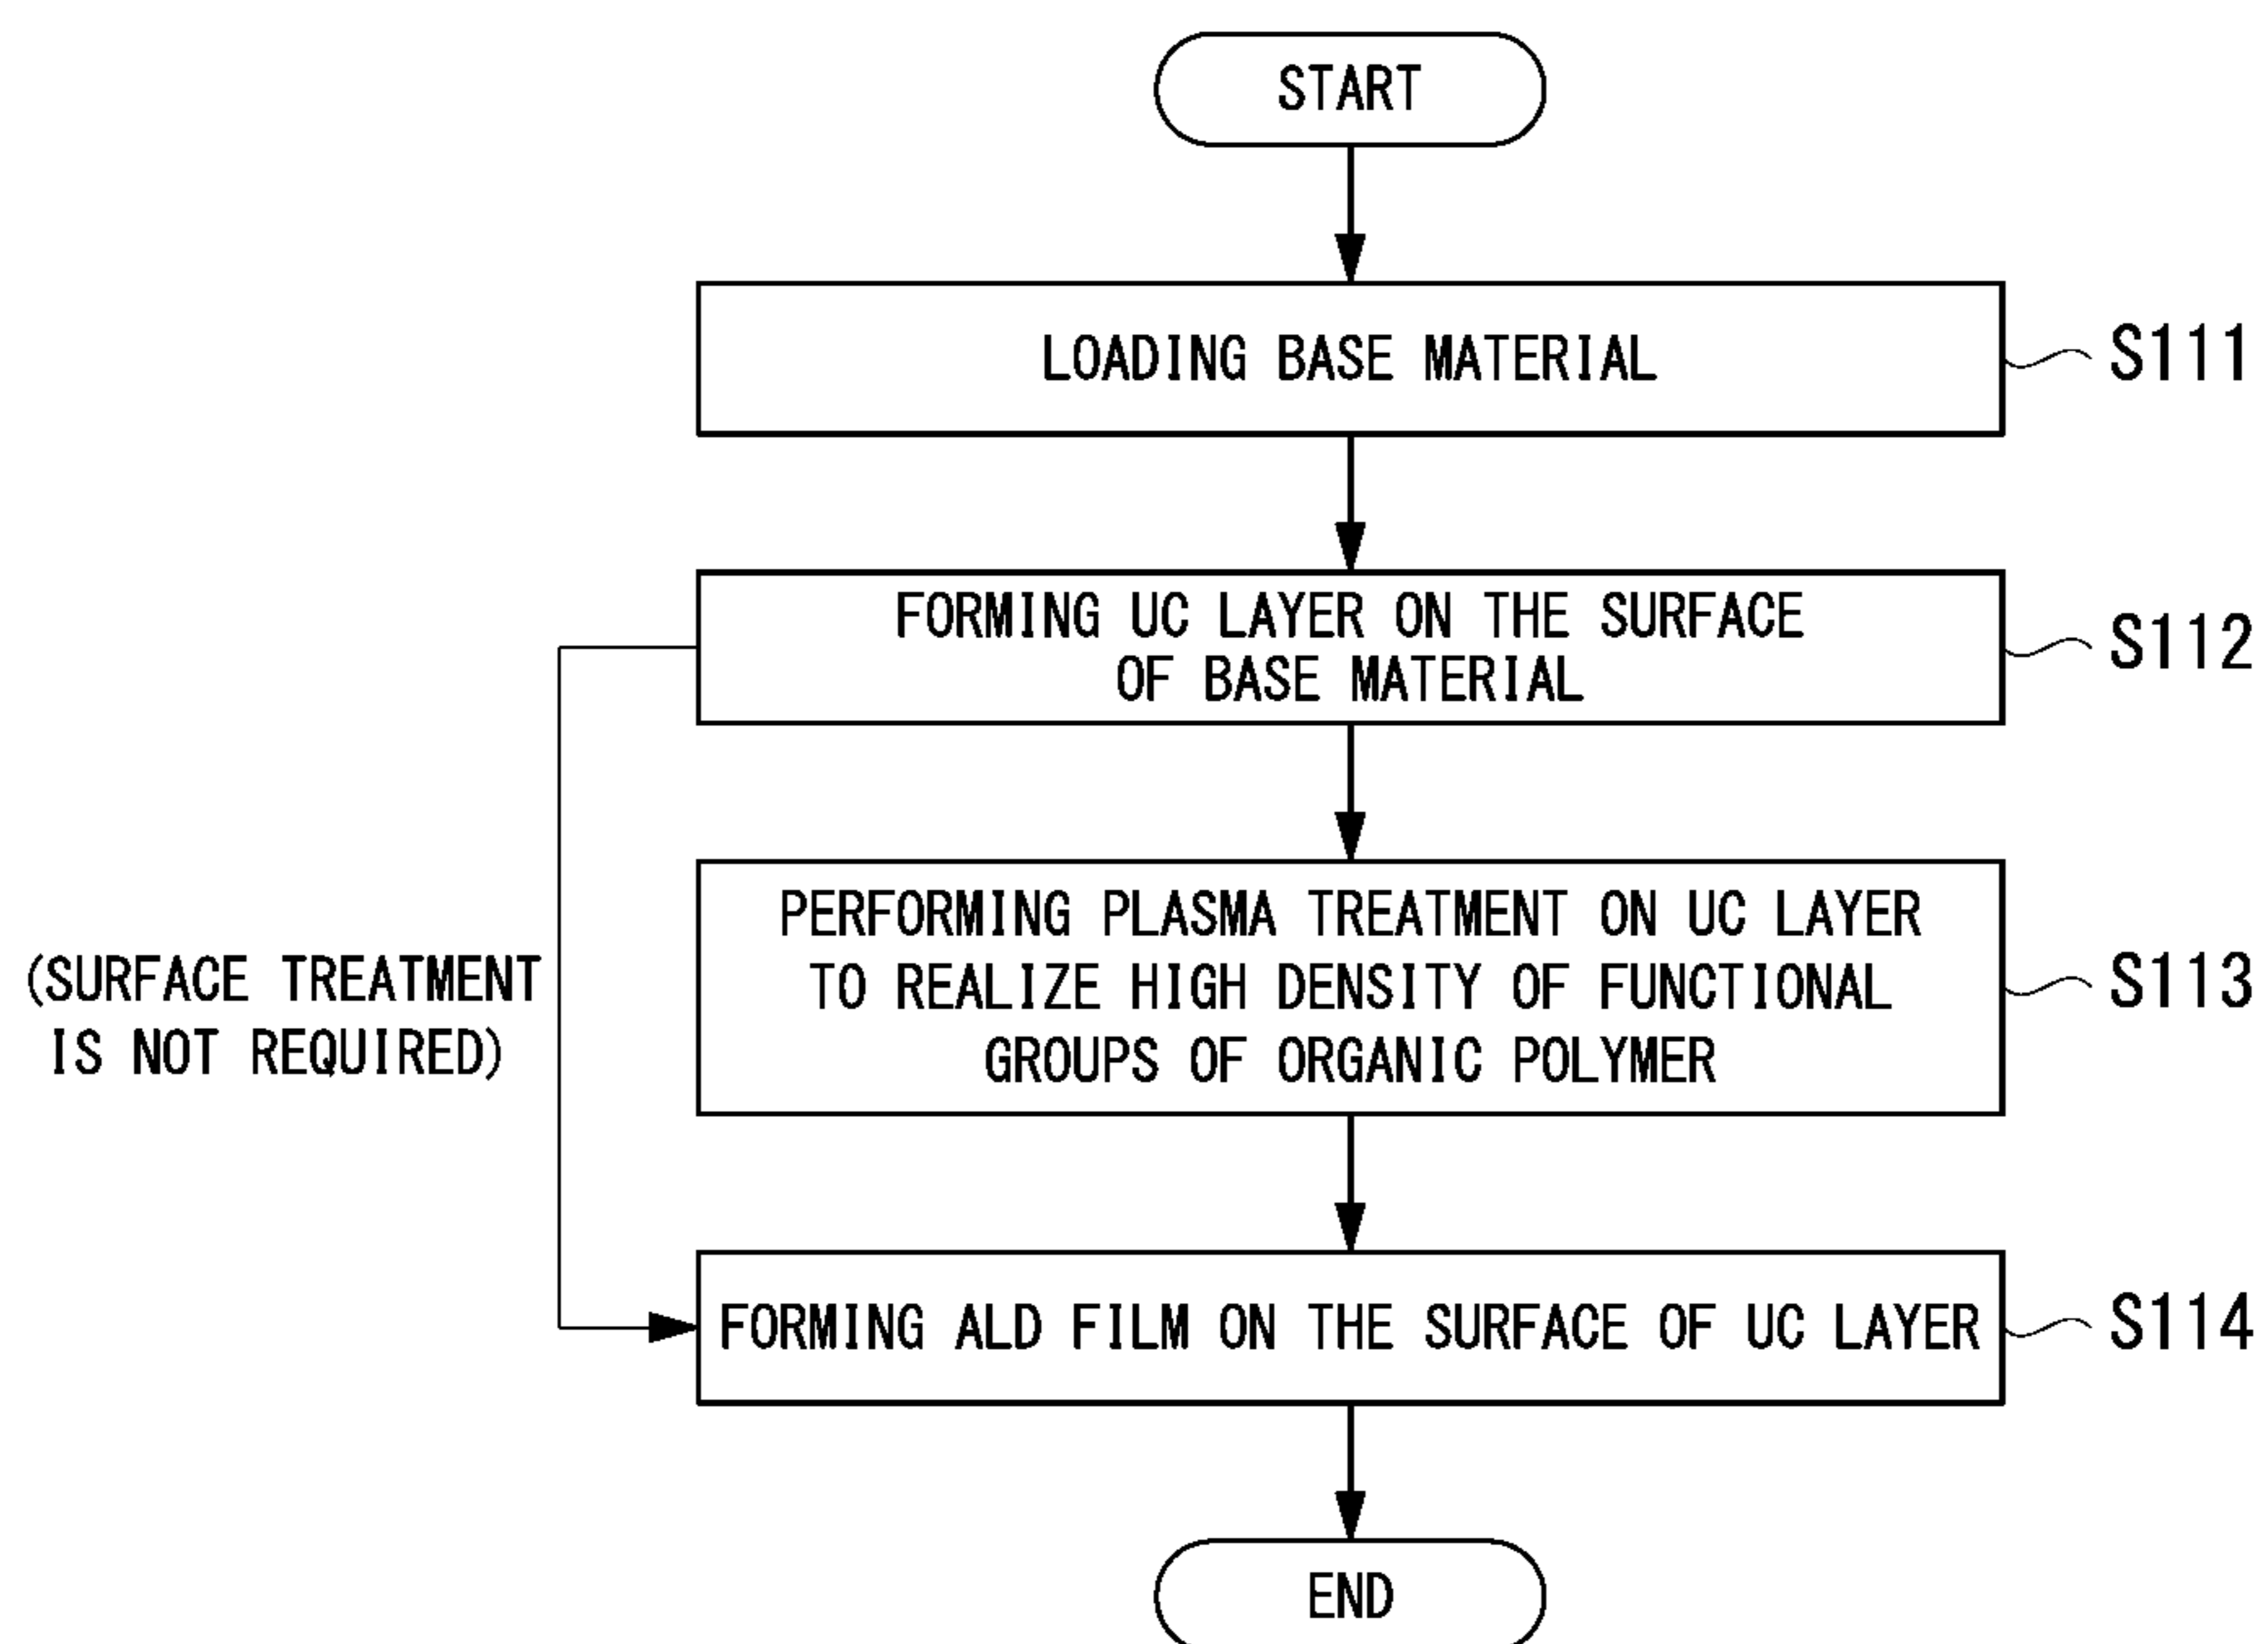 START
LOADING BASE MATERIAL
S111
FORMING UC LAYER ON THE SURFACE
OF BASE MATERIAL
S112
PERFORMING PLASMA TREATMENT ON UC LAYER
TO REALIZE HIGH DENSITY OF FUNCTIONAL
GROUPS OF ORGANIC POLYMER
S113
(SURFACE TREATMENT
IS NOT REQUIRED)
FORMING ALD FILM ON THE SURFACE OF UC LAYER
S114
END